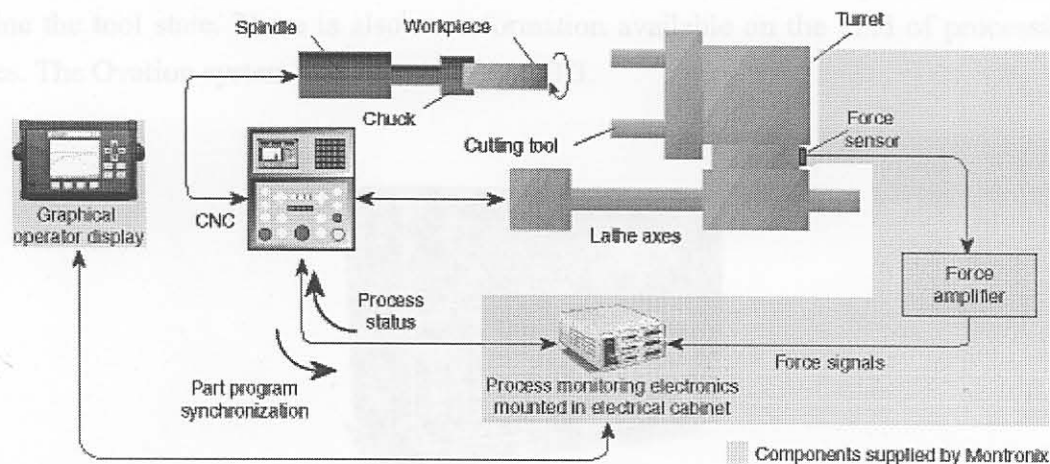 Spindle
Workpiece
Turret
Chuck
Cutting tool
Force
sensor
CNC
Graphical
operator display
Lathe axes
Force
amplifier
Process
status
Force signals
Part program
synchronization
Process monitoring electronics
mounted in electrical cabinet
Components supplied by Montronix